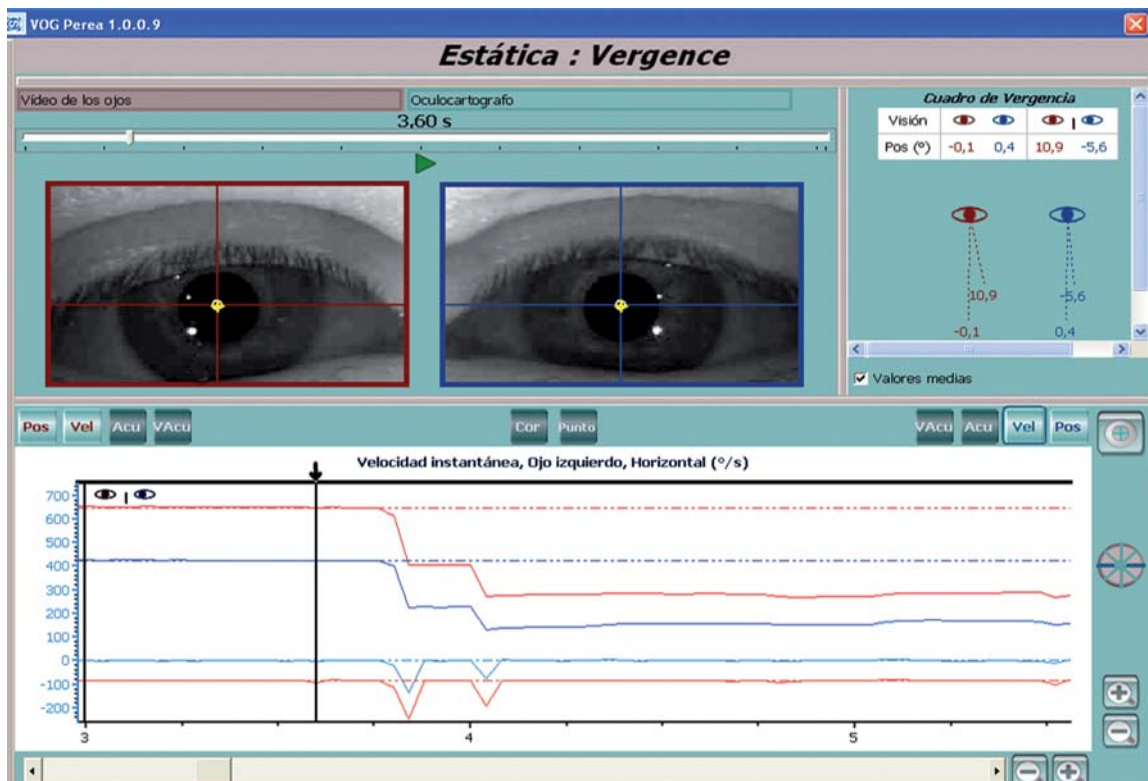 VOG Perea 1.0.0.9
Estática : Vergence
Vídeo de los ojos
Oculocartografo
3,60 s
Cuadro de Vergencia
Visión
Pos (º) -0,1 0,4 10,9 -5,6
10,9 -5,6
-0,1 0,4
Valores medias
Pos Vel Acu VAcu Cor Punto VAcu Acu Vel Pos
Velocidad instantánea, Ojo izquierdo, Horizontal (º/s)
700
600
500
400
300
200
100
0
-100
-200
3 4 5